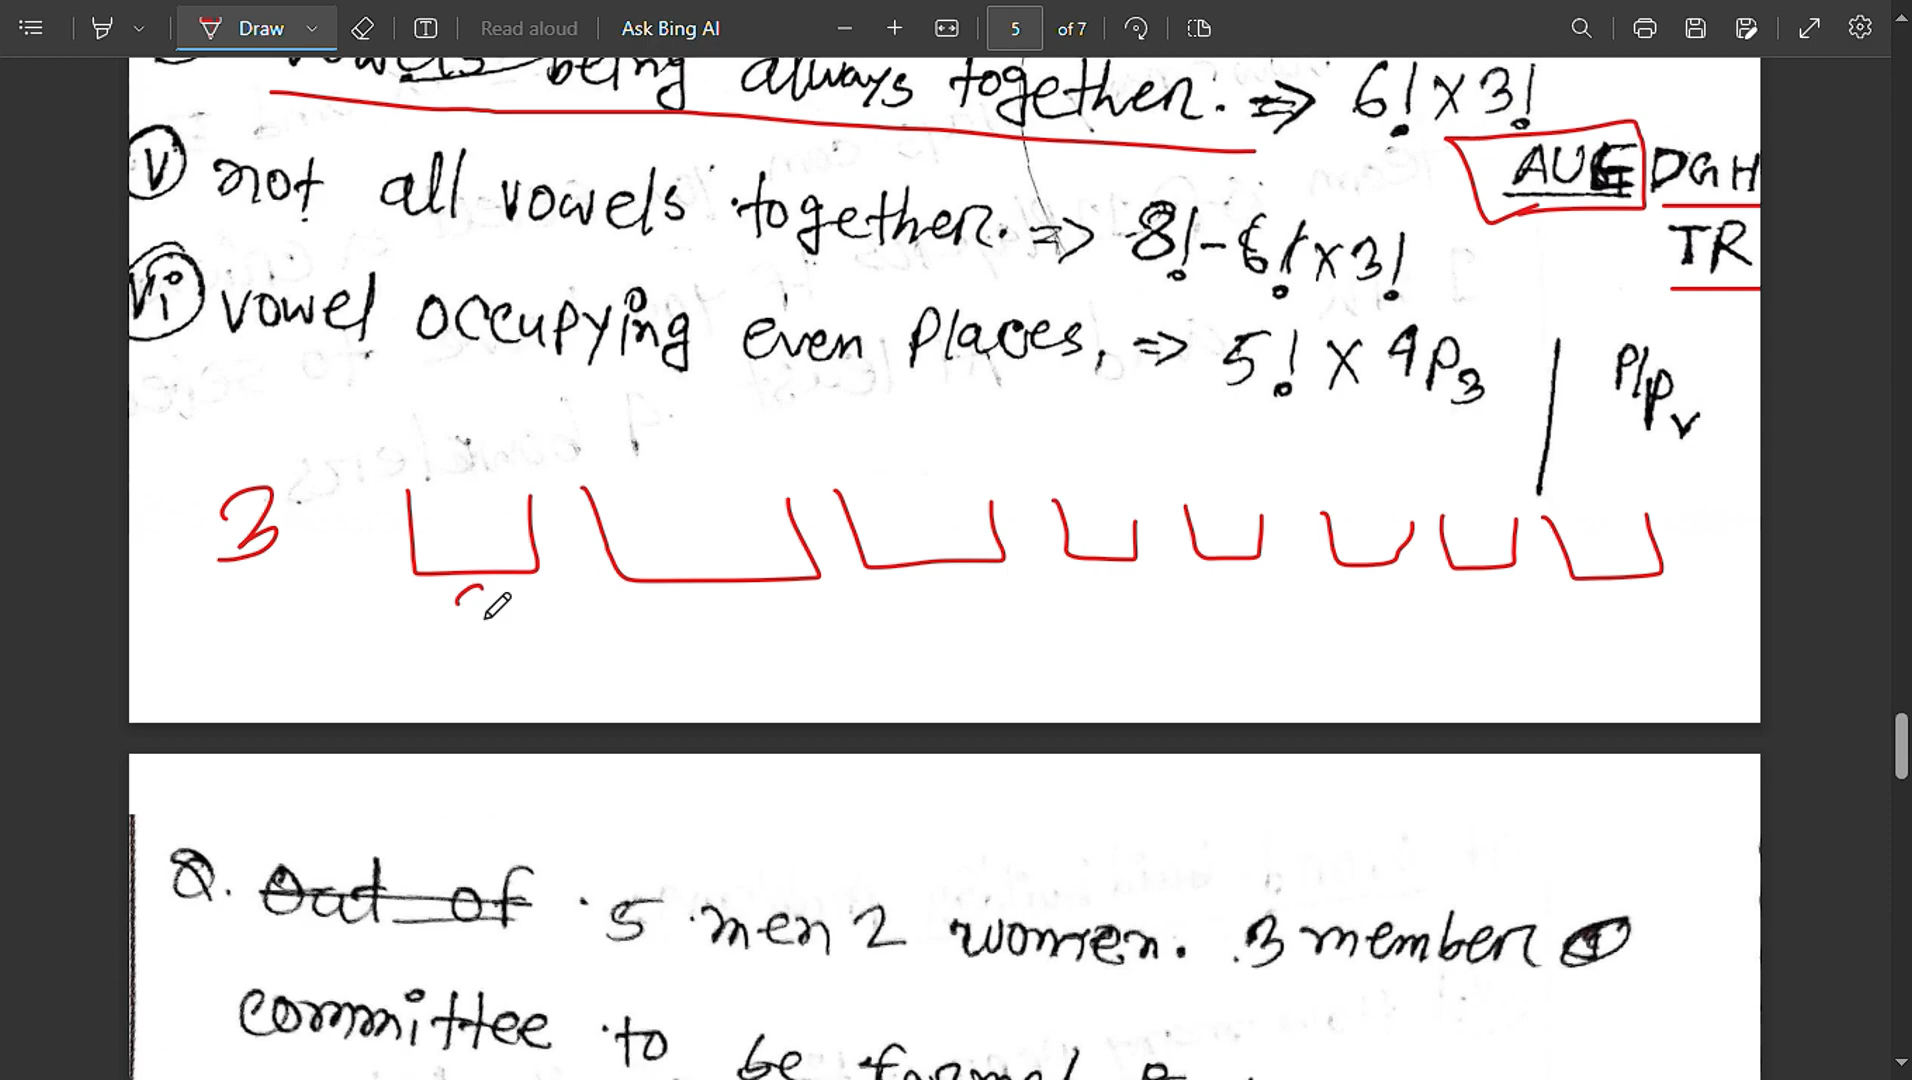 Draw
Read aloud
Ask Bing AI
5 of 7
vowels being always together. => 6! x 3!
AUE DGH
TR
(v) not all vowels together. => 8! - 6! x 3!
(vi) vowel occupying even places, => 5! x 4P3
P/Pv
3
Q. Out of 5 men 2 women. 3 member
committee to be formed